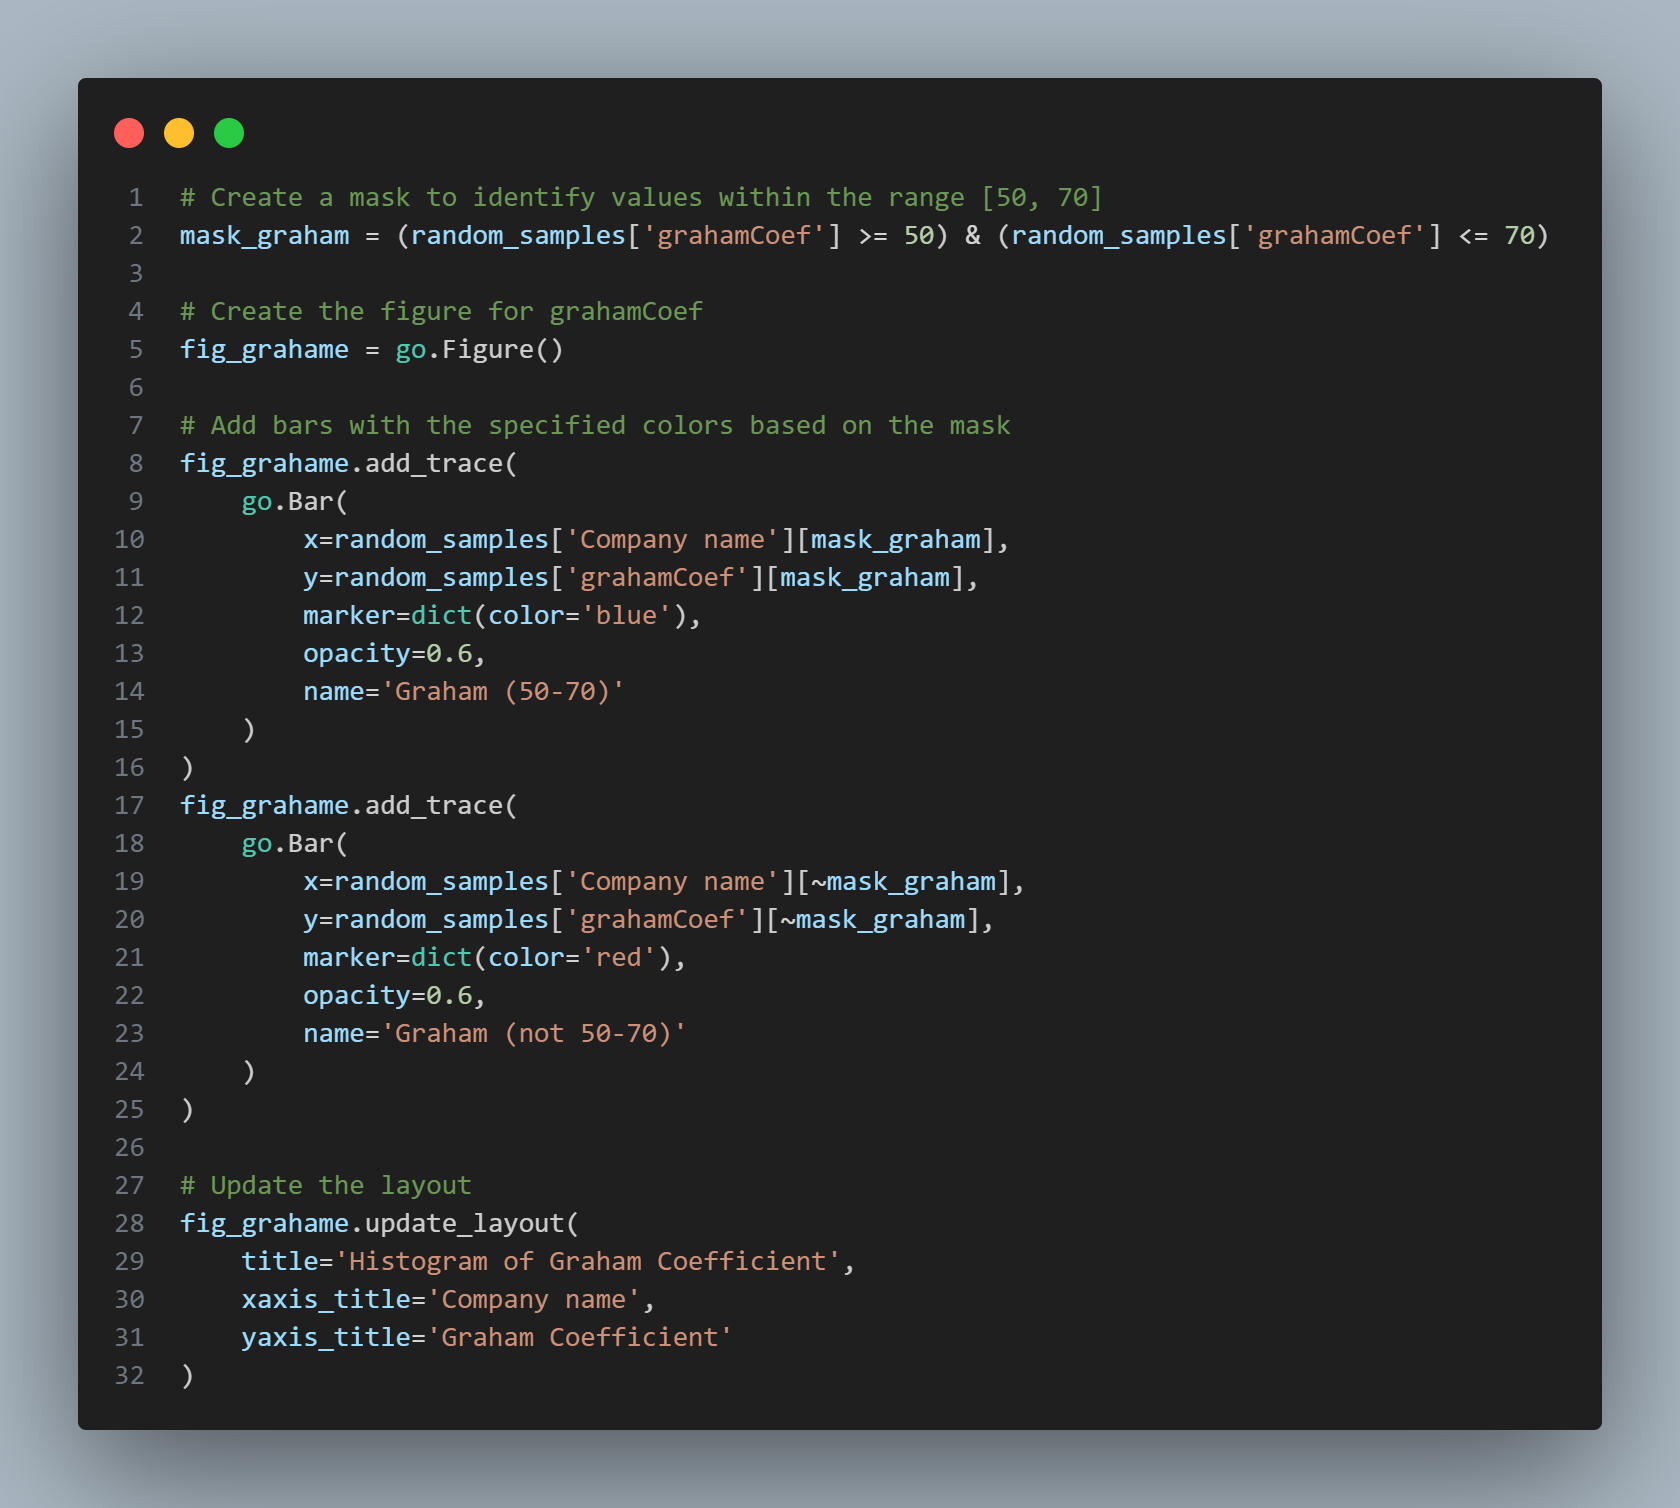 1 # Create a mask to identify values within the range [50, 70]
2 mask_graham = (random_samples['grahamCoef'] >= 50) & (random_samples['grahamCoef'] <= 70)
3
4 # Create the figure for grahamCoef
5 fig_grahame = go.Figure()
6
7 # Add bars with the specified colors based on the mask
8 fig_grahame.add_trace(
9     go.Bar(
10         x=random_samples['Company name'][mask_graham],
11         y=random_samples['grahamCoef'][mask_graham],
12         marker=dict(color='blue'),
13         opacity=0.6,
14         name='Graham (50-70)'
15     )
16 )
17 fig_grahame.add_trace(
18     go.Bar(
19         x=random_samples['Company name'][~mask_graham],
20         y=random_samples['grahamCoef'][~mask_graham],
21         marker=dict(color='red'),
22         opacity=0.6,
23         name='Graham (not 50-70)'
24     )
25 )
26
27 # Update the layout
28 fig_grahame.update_layout(
29     title='Histogram of Graham Coefficient',
30     xaxis_title='Company name',
31     yaxis_title='Graham Coefficient'
32 )